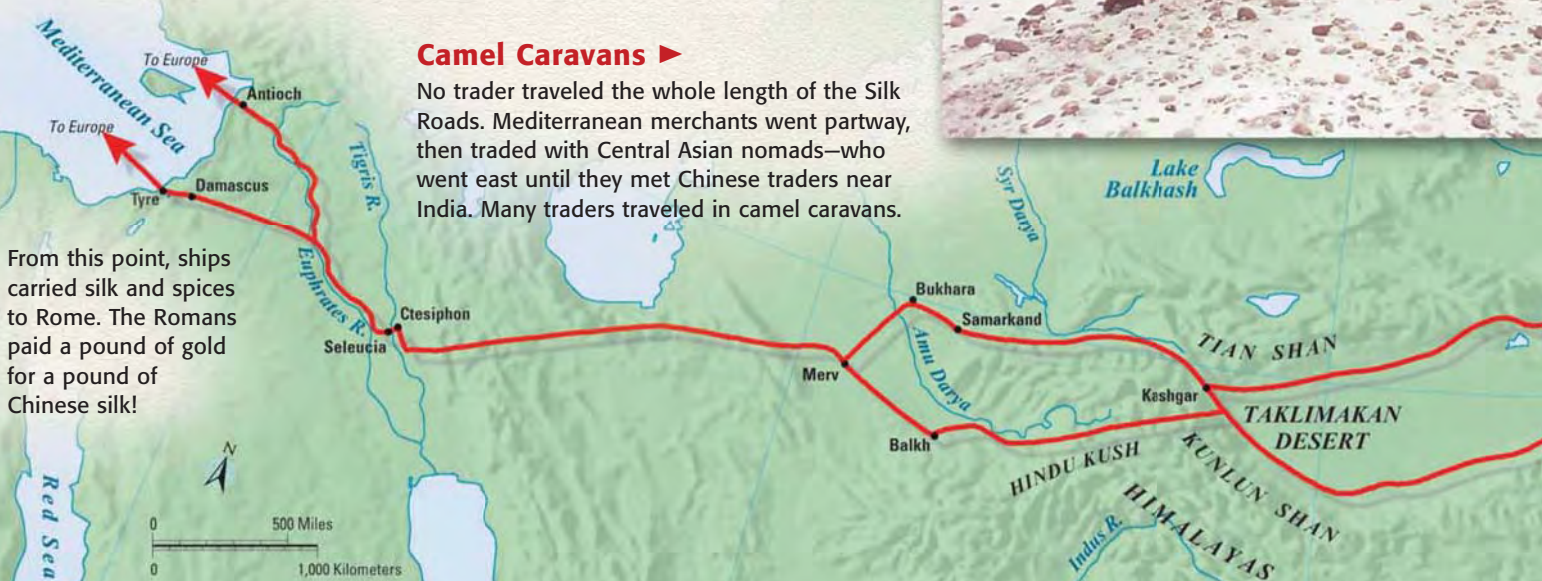 Camel Caravans ►
No trader traveled the whole length of the Silk
Roads. Mediterranean merchants went partway,
then traded with Central Asian nomads—who
went east until they met Chinese traders near
India. Many traders traveled in camel caravans.
Mediterranean Sea
To Europe
Antioch
To Europe
Tyre
Damascus
Tigris R.
From this point, ships
carried silk and spices
to Rome. The Romans
paid a pound of gold
for a pound of
Chinese silk!
Euphrates R.
Ctesiphon
Seleucia
Syr Darya
Lake
Balkhash
Bukhara
Samarkand
Merv
Amu Darya
Balkh
TIAN SHAN
Kashgar
TAKLIMAKAN
DESERT
HINDU KUSH
KUNLUN SHAN
HIMALAYAS
Indus R.
Red Sea
N
0 500 Miles
0 1,000 Kilometers